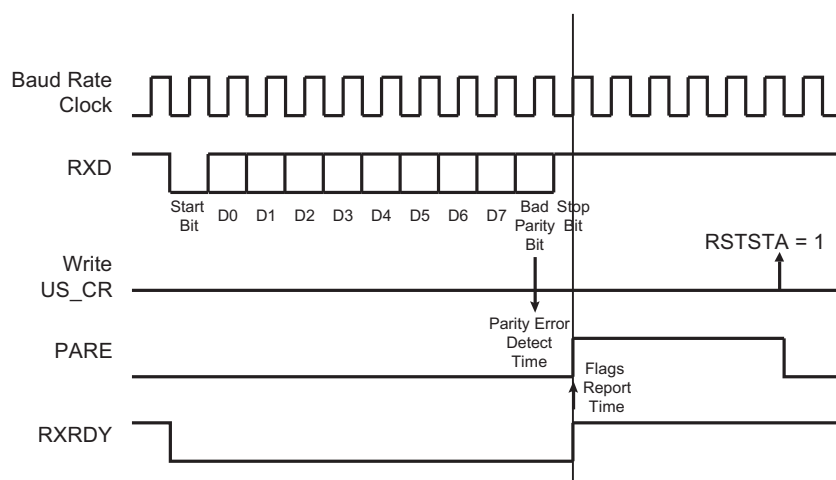 Baud Rate
Clock
RXD
Start
Bit
D0 D1 D2 D3 D4 D5 D6 D7
Bad
Parity
Bit
Stop
Bit
Write
US_CR
RSTSTA = 1
Parity Error
Detect
Time
PARE
Flags
Report
Time
RXRDY